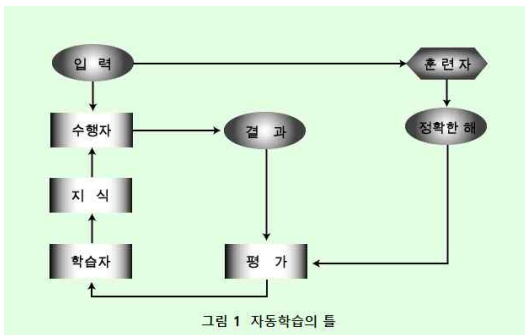 입 력
훈 련 자
수행자
결 과
정확한 해
지 식
학습자
평 가
그림 1 자동학습의 틀